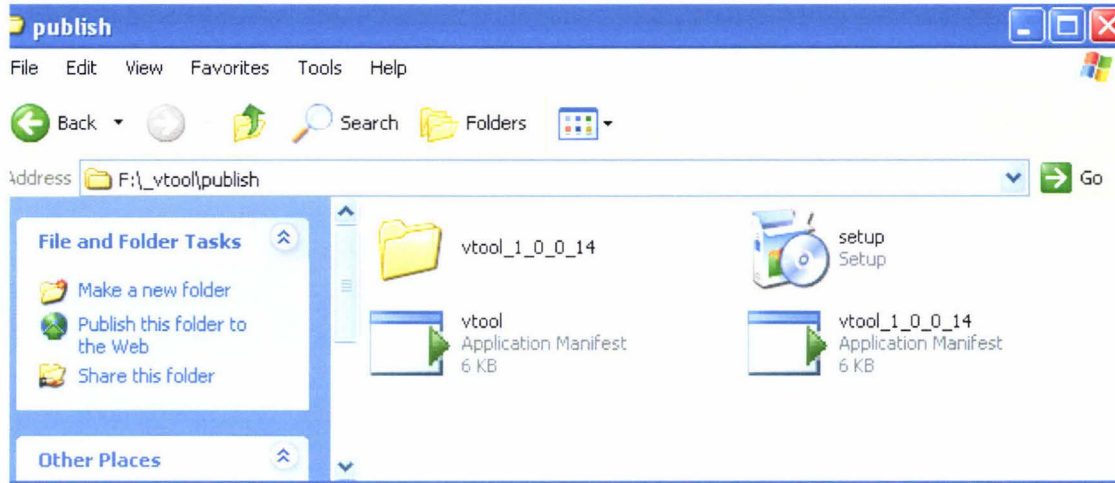 publish
File Edit View Favorites Tools Help
Back Search Folders
Address F:\_vtool\publish Go
File and Folder Tasks
Make a new folder
Publish this folder to
the Web
Share this folder
Other Places
vtool_1_0_0_14
setup
Setup
vtool
Application Manifest
6 KB
vtool_1_0_0_14
Application Manifest
6 KB